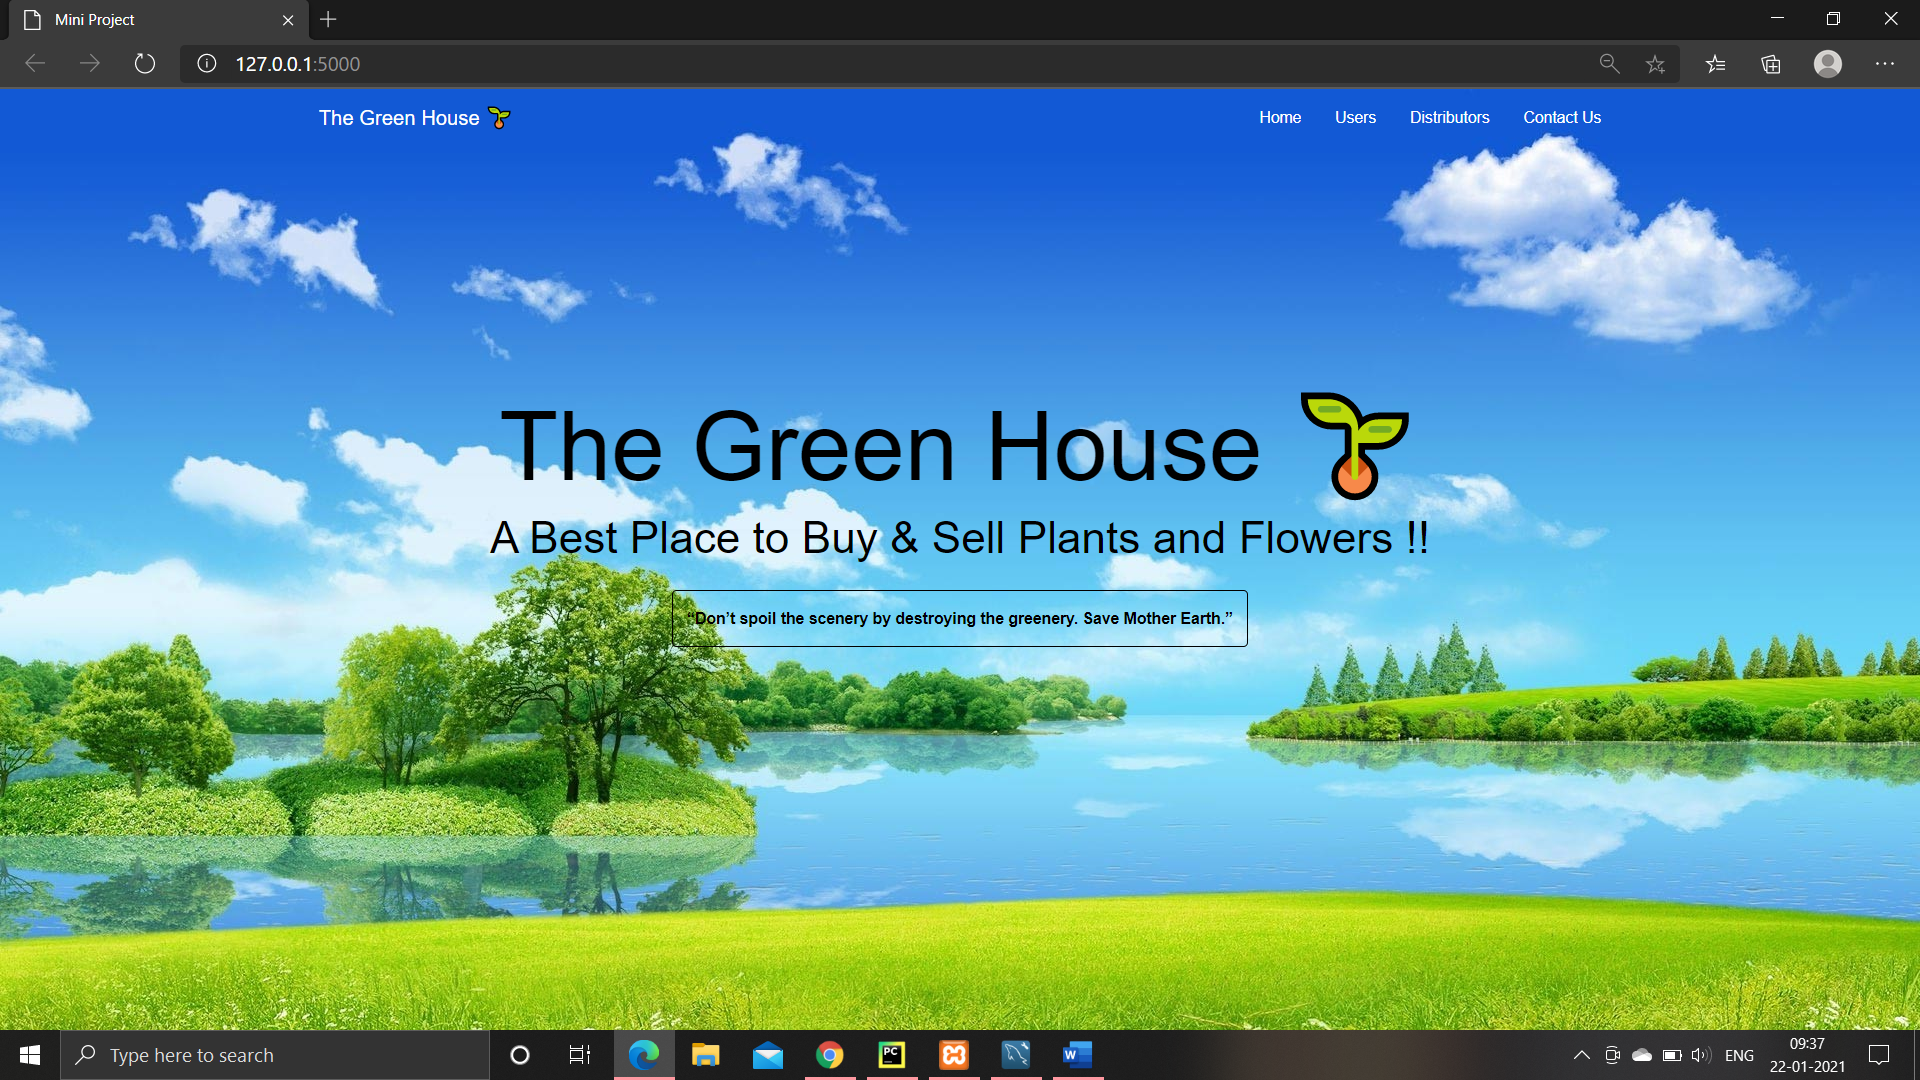 Mini Project
127.0.0.1:5000
The Green House
Home Users Distributors Contact Us
The Green House
A Best Place to Buy & Sell Plants and Flowers !!
“Don’t spoil the scenery by destroying the greenery. Save Mother Earth.”
Type here to search
PC
W
ENG
09:37
22-01-2021